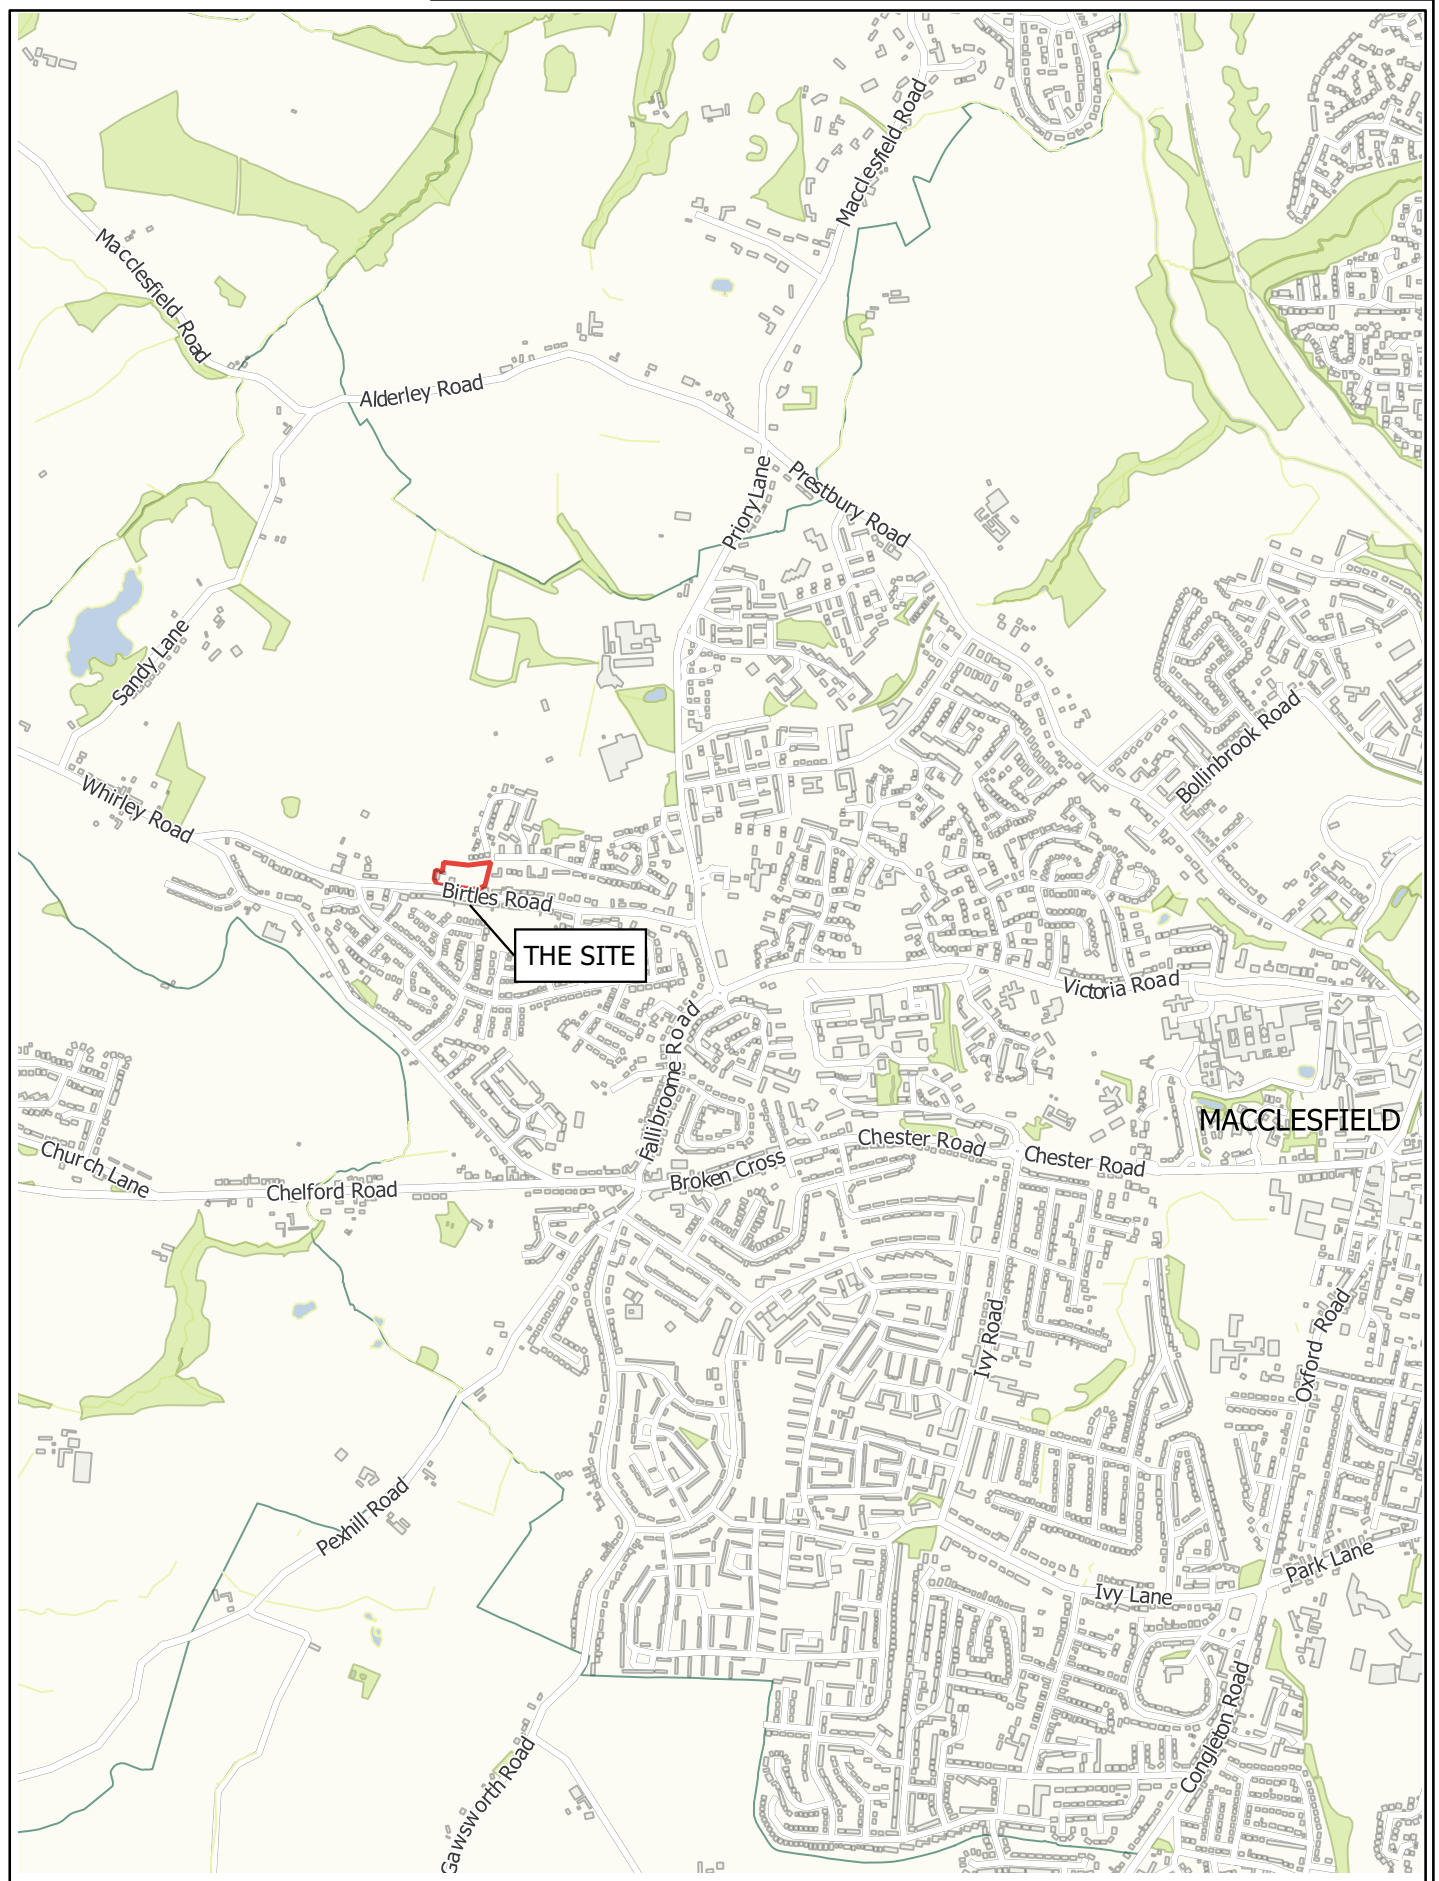 Macclesfield Road
Macclesfield Road
Alderley Road
Priory Lane
Prestbury Road
Sandy Lane
Whirley Road
Bollinbrook Road
Birtles Road
THE SITE
Victoria Road
Fallibroome Road
MACCLESFIELD
Chester Road
Chester Road
Church Lane
Broken Cross
Chelford Road
Ivy Road
Oxford Road
Pexhill Road
Park Lane
Ivy Lane
Congleton Road
Gawsworth Road